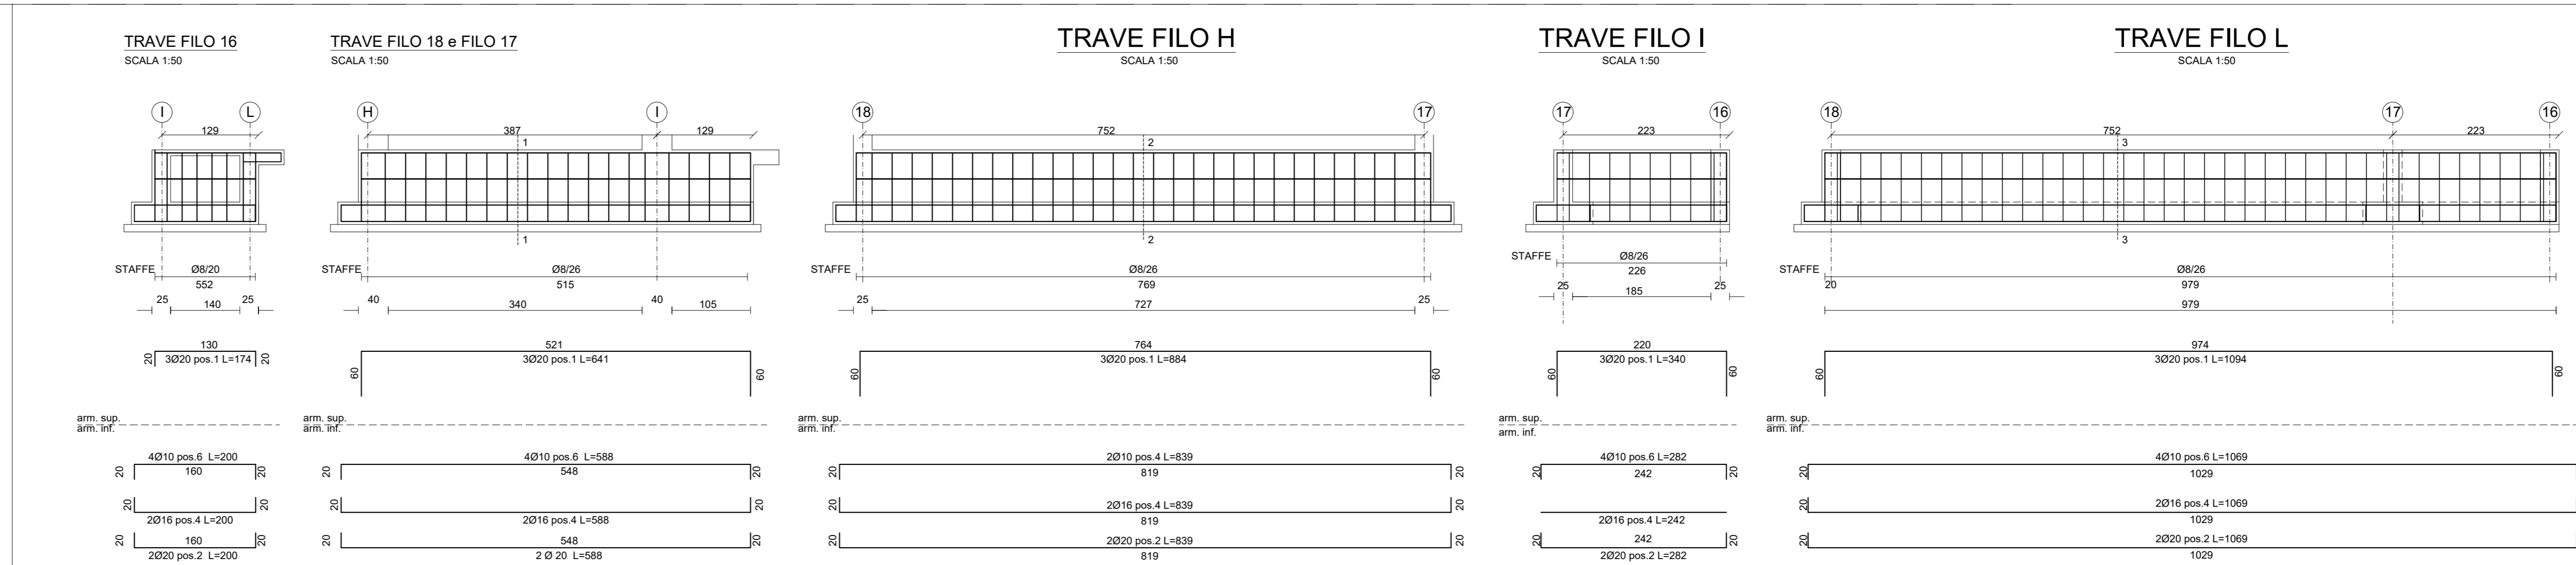 TRAVE FILO 16
SCALA 1:50
I
L
129
STAFFE
Ø8/20
552
25
140
25
130
20
3Ø20 pos.1 L=174
20
arm. sup.
arm. inf.
4Ø10 pos.6 L=200
20
160
20
20
2Ø16 pos.4 L=200
20
20
160
20
2Ø20 pos.2 L=200
TRAVE FILO 18 e FILO 17
SCALA 1:50
H
I
387
129
1
1
STAFFE
Ø8/26
515
40
340
40
105
521
3Ø20 pos.1 L=641
60
60
arm. sup.
arm. inf.
4Ø10 pos.6 L=588
20
548
20
20
2Ø16 pos.4 L=588
20
20
548
20
2 Ø 20 L=588
TRAVE FILO H
SCALA 1:50
18
17
752
2
2
STAFFE
Ø8/26
769
25
727
25
764
3Ø20 pos.1 L=884
60
60
arm. sup.
arm. inf.
2Ø10 pos.4 L=839
20
819
20
2Ø16 pos.4 L=839
20
819
20
2Ø20 pos.2 L=839
20
819
20
TRAVE FILO I
SCALA 1:50
17
16
223
STAFFE
Ø8/26
226
25
185
25
220
3Ø20 pos.1 L=340
60
60
arm. sup.
arm. inf.
4Ø10 pos.6 L=282
20
242
20
2Ø16 pos.4 L=242
20
242
20
2Ø20 pos.2 L=282
TRAVE FILO L
SCALA 1:50
18
17
16
752
223
3
3
STAFFE
Ø8/26
20
979
979
974
3Ø20 pos.1 L=1094
60
60
arm. sup.
arm. inf.
4Ø10 pos.6 L=1069
20
1029
2Ø16 pos.4 L=1069
20
1029
2Ø20 pos.2 L=1069
20
1029